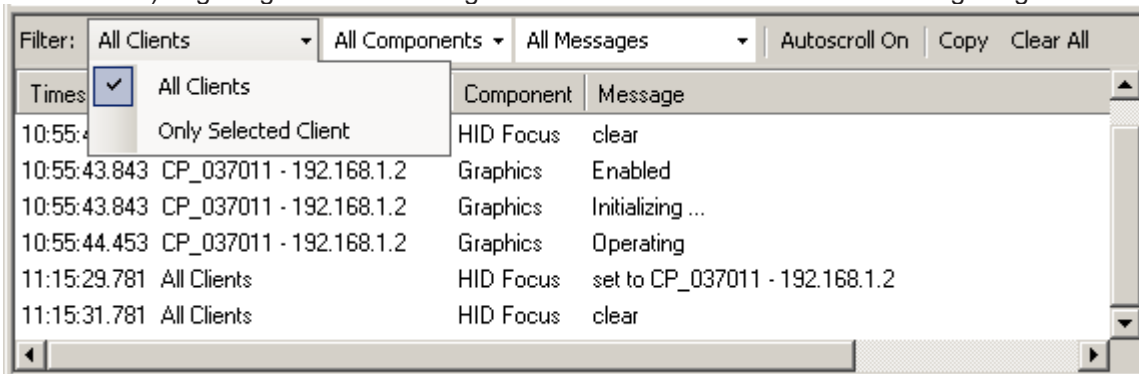 Filter: All Clients All Components All Messages Autoscroll On Copy Clear All
All Clients
Only Selected Client
Times Component Message
10:55:4 HID Focus clear
10:55:43.843 CP_037011 - 192.168.1.2 Graphics Enabled
10:55:43.843 CP_037011 - 192.168.1.2 Graphics Initializing ...
10:55:44.453 CP_037011 - 192.168.1.2 Graphics Operating
11:15:29.781 All Clients HID Focus set to CP_037011 - 192.168.1.2
11:15:31.781 All Clients HID Focus clear